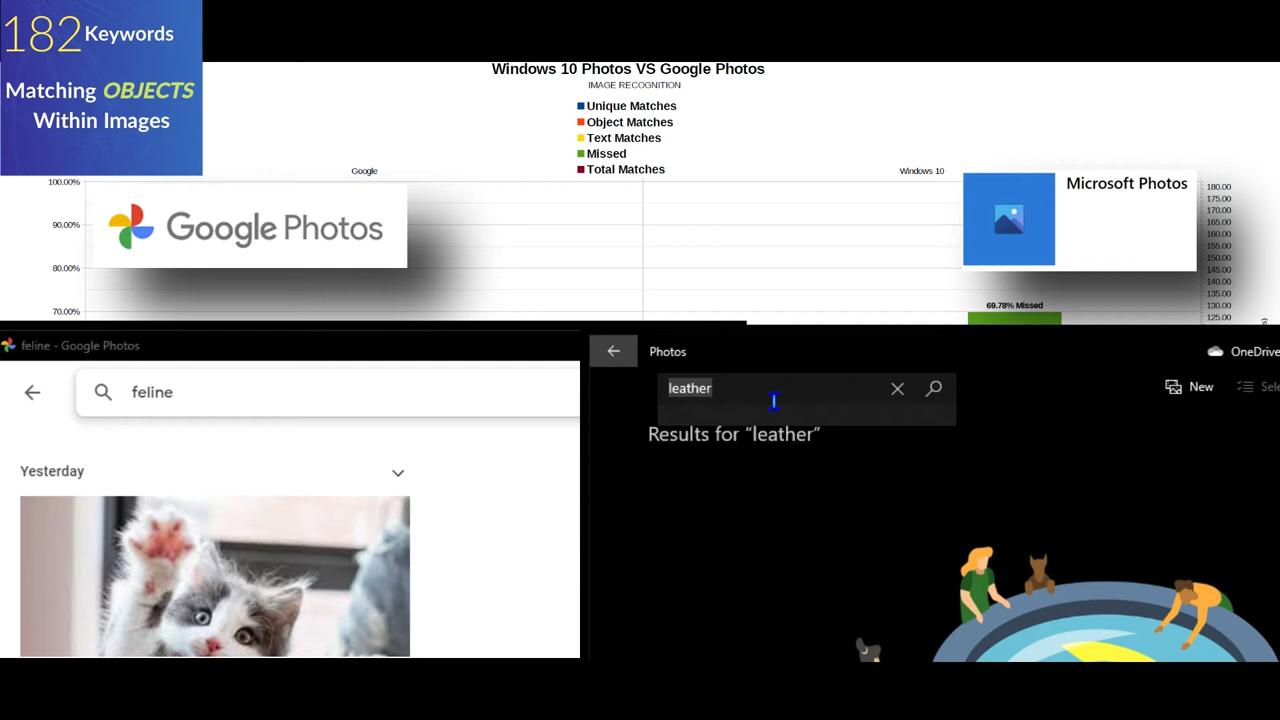 182 Keywords
Matching OBJECTS
Within Images
Windows 10 Photos VS Google Photos
IMAGE RECOGNITION
Unique Matches
Object Matches
Text Matches
Missed
Total Matches
Google
Windows 10
100.00%
90.00%
80.00%
70.00%
Google Photos
Microsoft Photos
180.00
175.00
170.00
165.00
160.00
155.00
150.00
145.00
140.00
135.00
130.00
125.00
69.78% Missed
feline - Google Photos
feline
Yesterday
Photos
OneDrive
leather
New
Sele
Results for “leather”